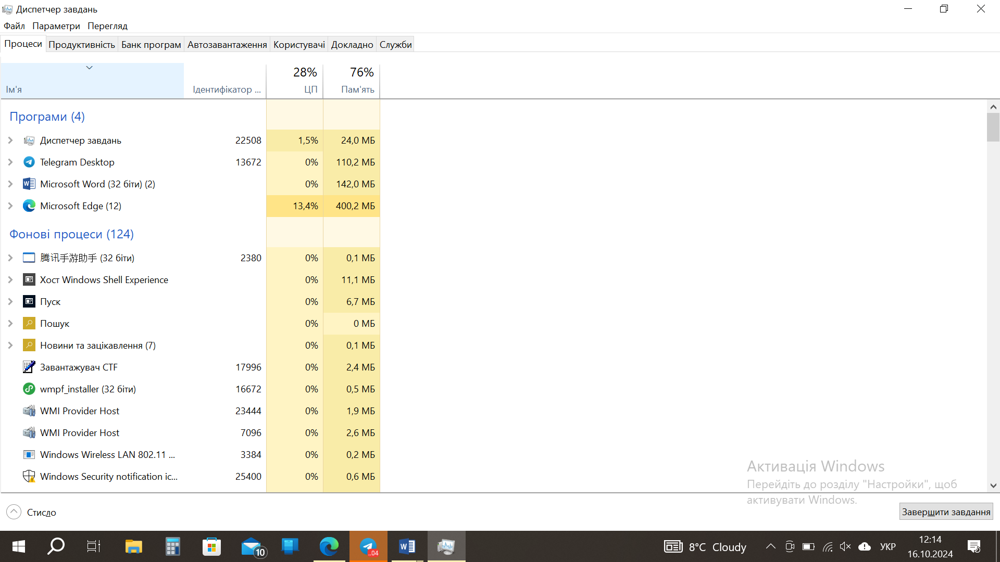 Диспетчер завдань
Файл Параметри Перегляд
Процеси Продуктивність Банк програм Автозавантаження Користувачі Докладно Служби
28% 76%
Ім'я Ідентифікатор ... ЦП Пам'ять
Програми (4)
Диспетчер завдань 22508 1,5% 24,0 МБ
Telegram Desktop 13672 0% 110,2 МБ
Microsoft Word (32 біти) (2) 0% 142,0 МБ
Microsoft Edge (12) 13,4% 400,2 МБ
Фонові процеси (124)
腾讯手游助手 (32 біти) 2380 0% 0,1 МБ
Хост Windows Shell Experience 0% 11,1 МБ
Пуск 0% 6,7 МБ
Пошук 0% 0 МБ
Новини та зацікавлення (7) 0% 0,1 МБ
Завантажувач CTF 17996 0% 2,4 МБ
wmpf_installer (32 біти) 16672 0% 0,5 МБ
WMI Provider Host 23444 0% 1,9 МБ
WMI Provider Host 7096 0% 2,6 МБ
Windows Wireless LAN 802.11 ... 3384 0% 0,2 МБ
Windows Security notification ic... 25400 0% 0,6 МБ
Активація Windows
Перейдіть до розділу "Настройки", щоб
активувати Windows.
Стисло
Завершити завдання
10 ..04 8°C Cloudy УКР 12:14
16.10.2024